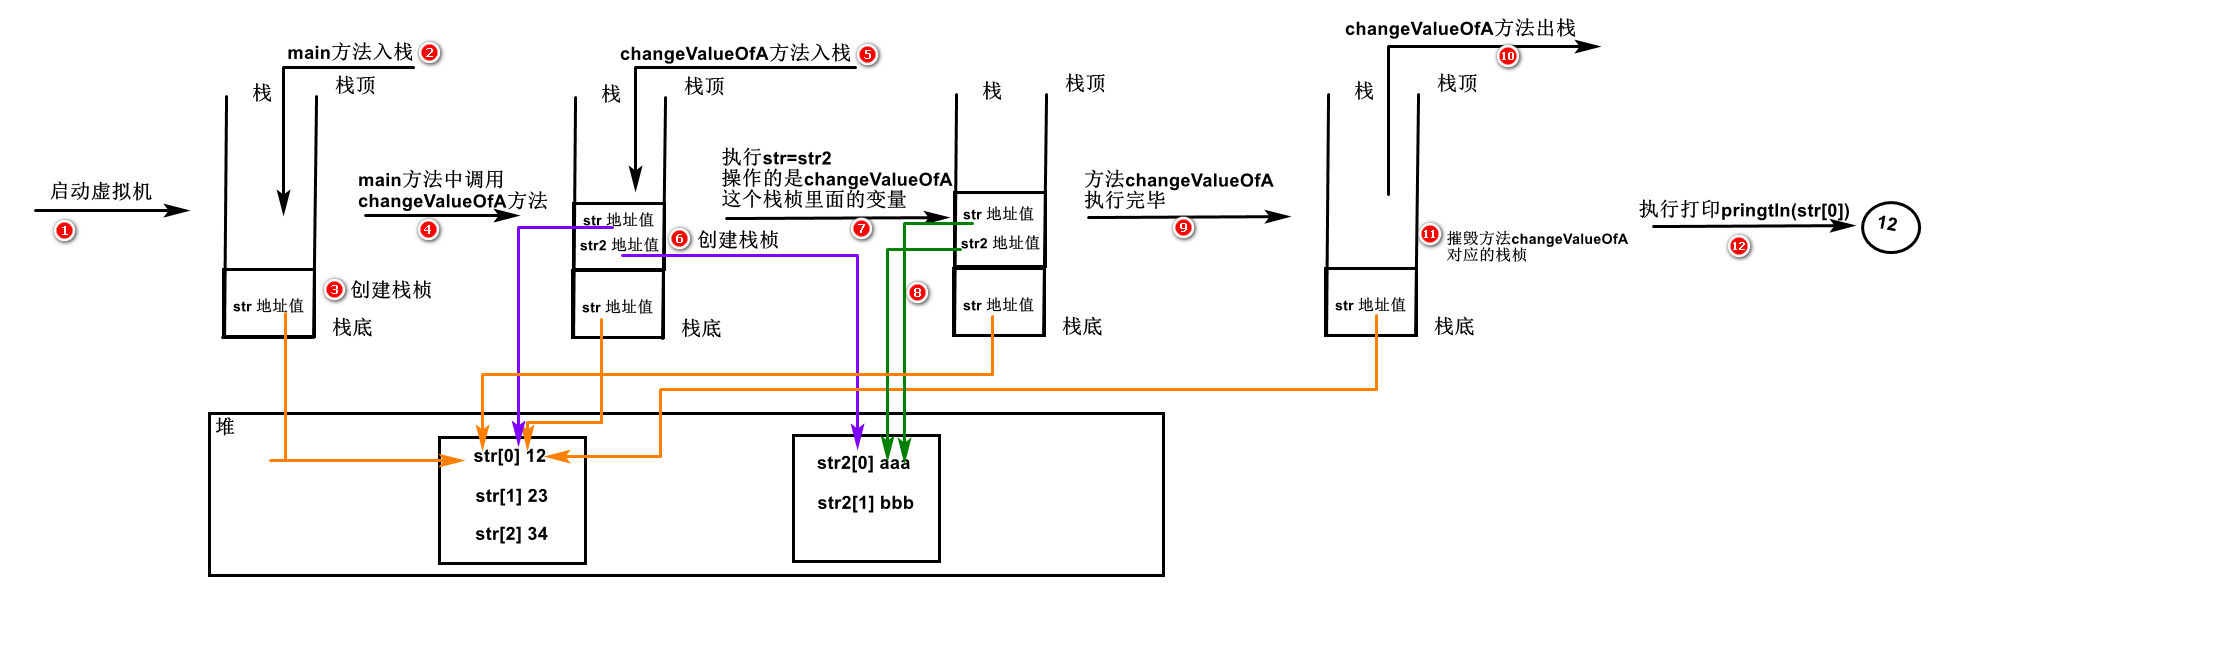 启动虚拟机
1
main方法入栈 2
栈
栈顶
3 创建栈桢
str 地址值
栈底
main方法中调用
changeValueOfA方法
4
changeValueOfA方法入栈 5
栈
栈顶
str 地址值
str2 地址值
6 创建栈桢
str 地址值
栈底
执行str=str2
操作的是changeValueOfA
这个栈桢里面的变量
7
栈
栈顶
str 地址值
str2 地址值
8
str 地址值
栈底
方法changeValueOfA
执行完毕
9
changeValueOfA方法出栈
10
栈
栈顶
11 摧毁方法changeValueOfA
对应的栈桢
str 地址值
栈底
执行打印pringtln(str[0])
12
12
堆
str[0] 12
str[1] 23
str[2] 34
str2[0] aaa
str2[1] bbb